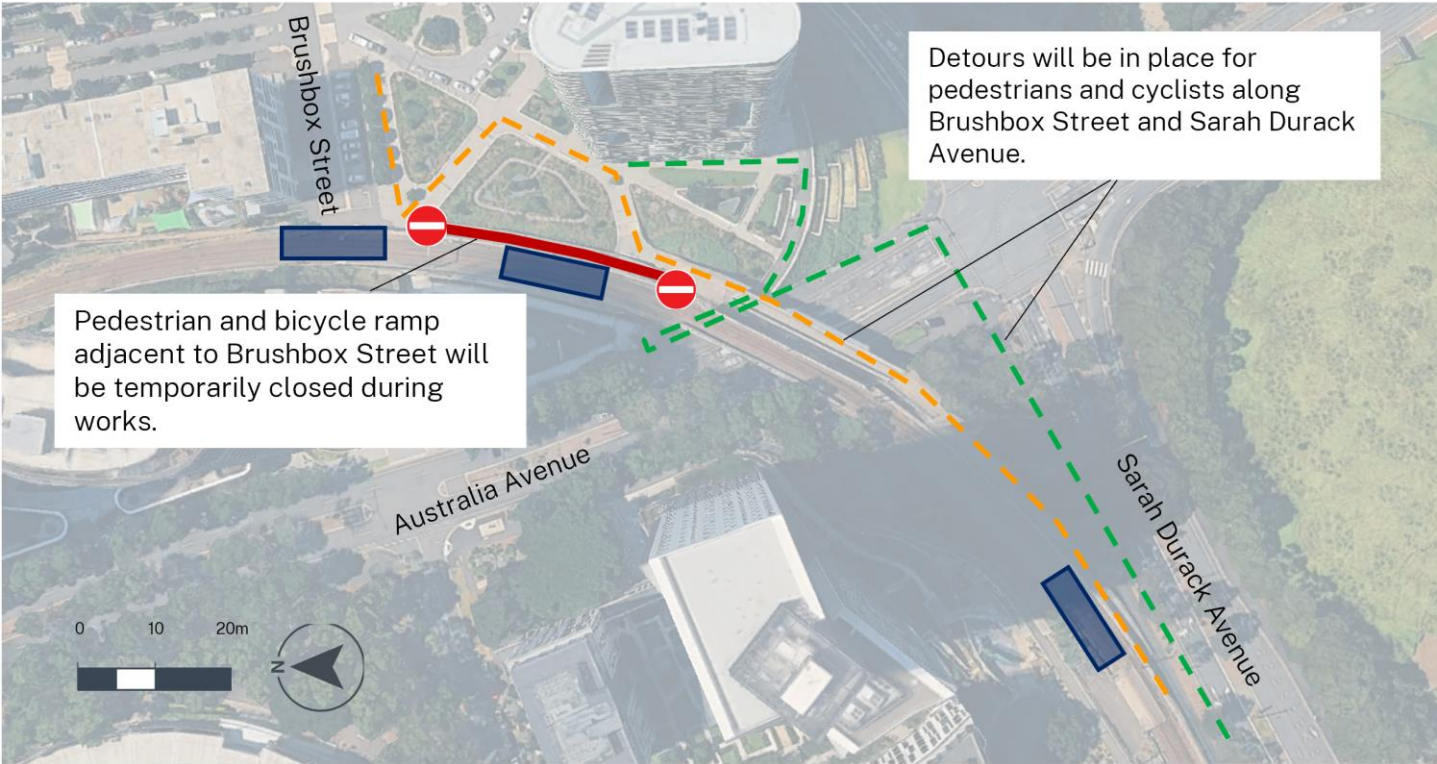 Brushbox Street
Detours will be in place for
pedestrians and cyclists along
Brushbox Street and Sarah Durack
Avenue.
Pedestrian and bicycle ramp
adjacent to Brushbox Street will
be temporarily closed during
works.
Australia Avenue
Sarah Durack Avenue
0 10 20m
N